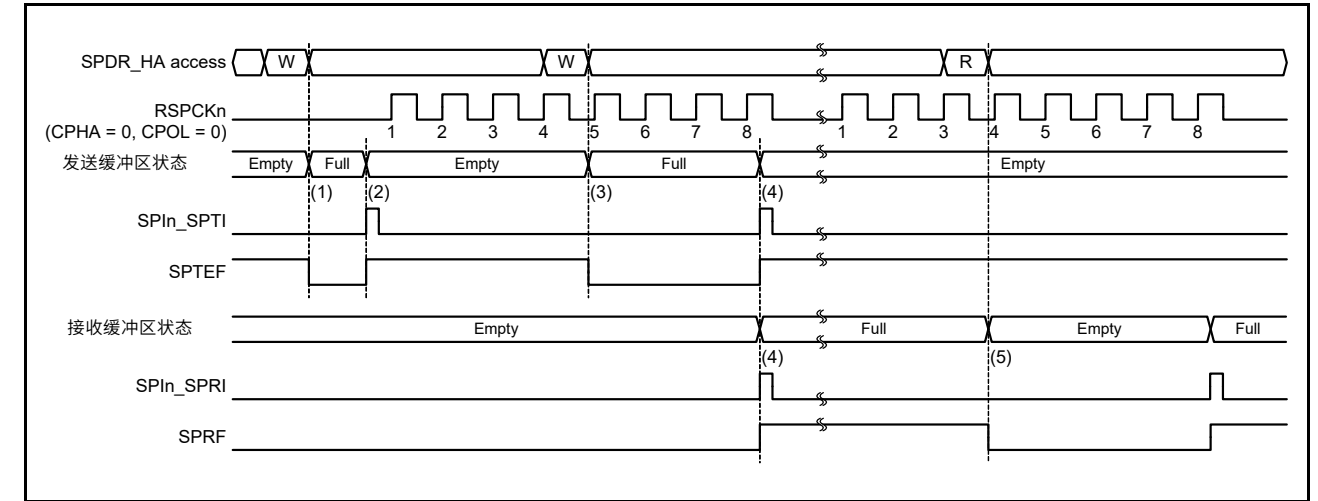 SPDR_HA access W W R
RSPCKn
(CPHA = 0, CPOL = 0)
1 2 3 4 5 6 7 8 1 2 3 4 5 6 7 8
发送缓冲区状态 Empty Full Empty Full Empty
(1) (2) (3) (4)
SPIn_SPTI
SPTEF
接收缓冲区状态 Empty Full Empty Full
(4) (5)
SPIn_SPRI
SPRF